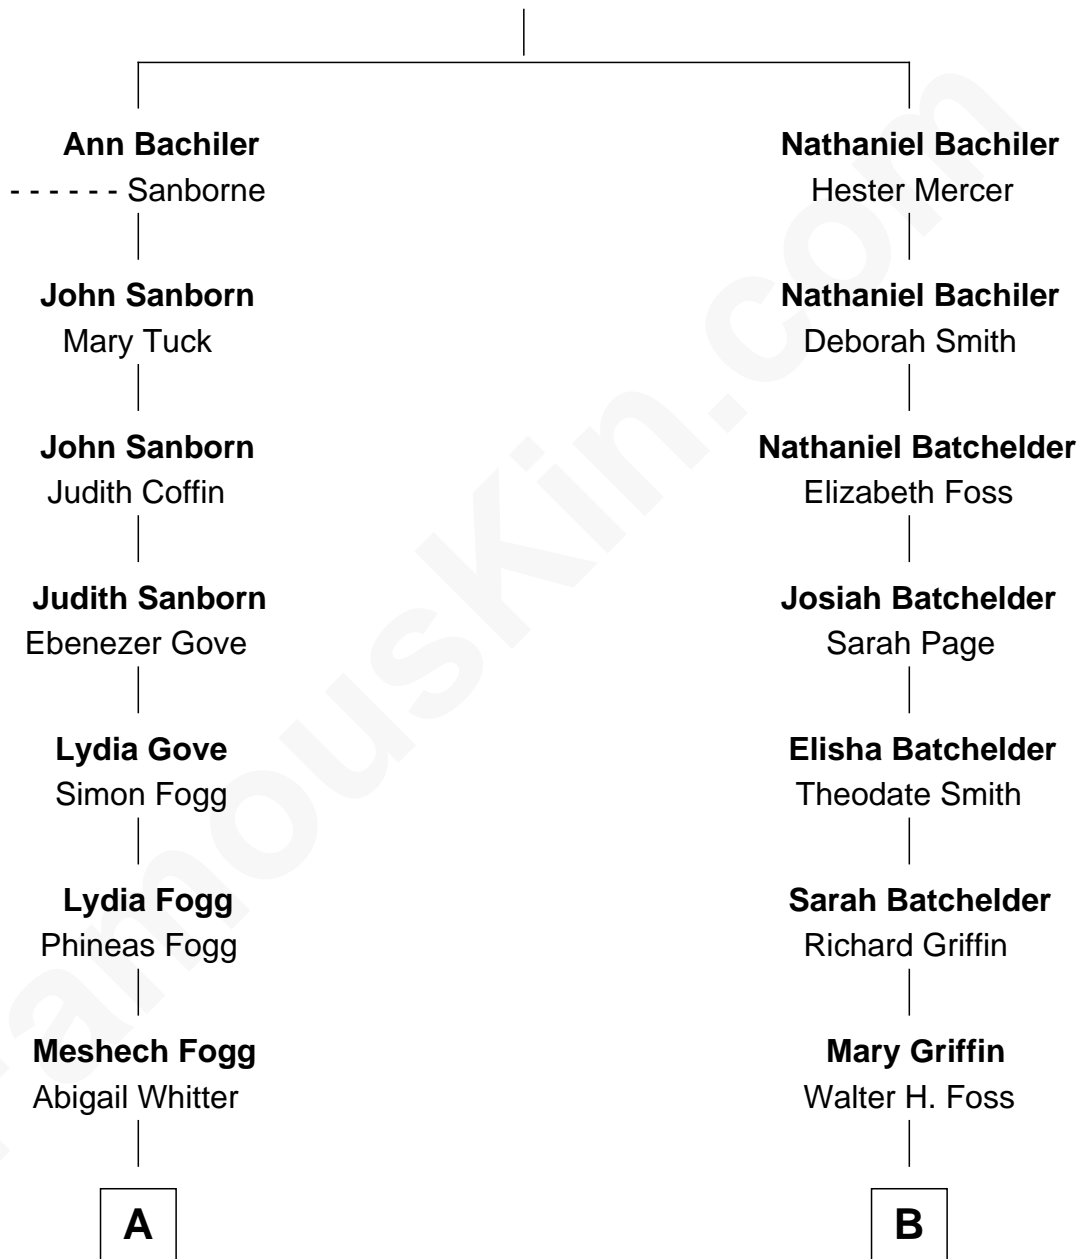 Ann Bachiler
- - - - - - Sanborne
John Sanborn
Mary Tuck
John Sanborn
Judith Coffin
Judith Sanborn
Ebenezer Gove
Lydia Gove
Simon Fogg
Lydia Fogg
Phineas Fogg
Meshech Fogg
Abigail Whitter
A
Nathaniel Bachiler
Hester Mercer
Nathaniel Bachiler
Deborah Smith
Nathaniel Batchelder
Elizabeth Foss
Josiah Batchelder
Sarah Page
Elisha Batchelder
Theodate Smith
Sarah Batchelder
Richard Griffin
Mary Griffin
Walter H. Foss
B
FamousKin.com